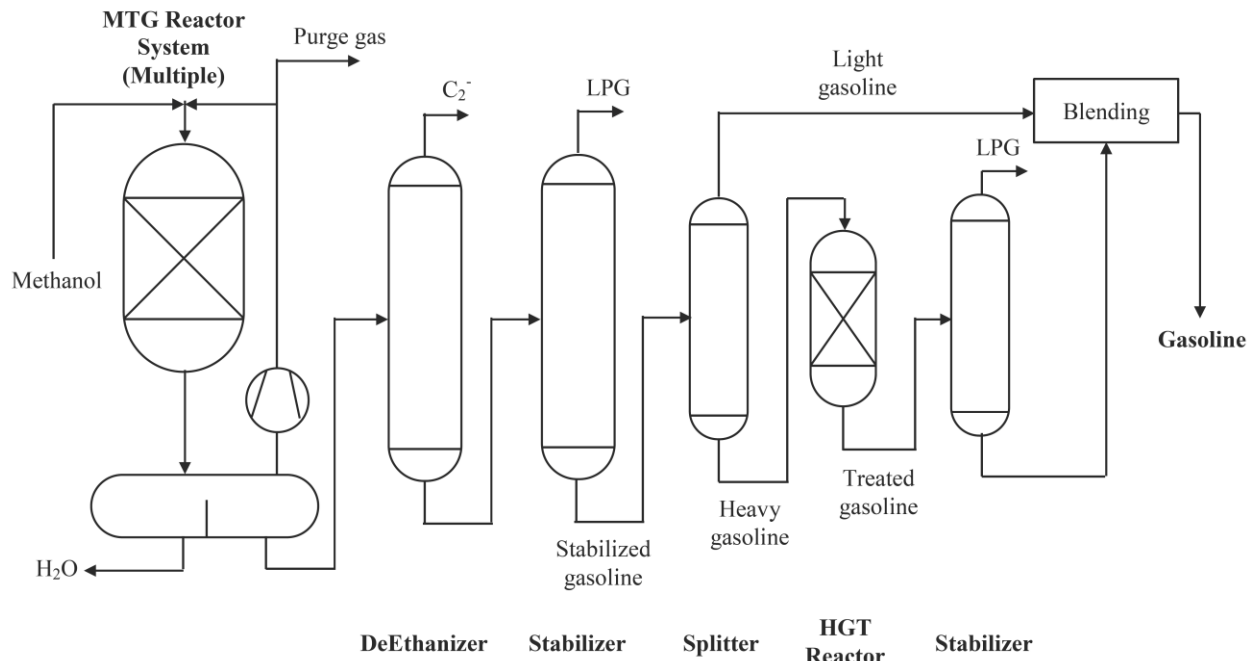 MTG Reactor
System
(Multiple)
Purge gas
Methanol
H₂O
C₂⁻
LPG
Stabilized
gasoline
Heavy
gasoline
Light
gasoline
Treated
gasoline
LPG
Blending
Gasoline
DeEthanizer
Stabilizer
Splitter
HGT
Reactor
Stabilizer